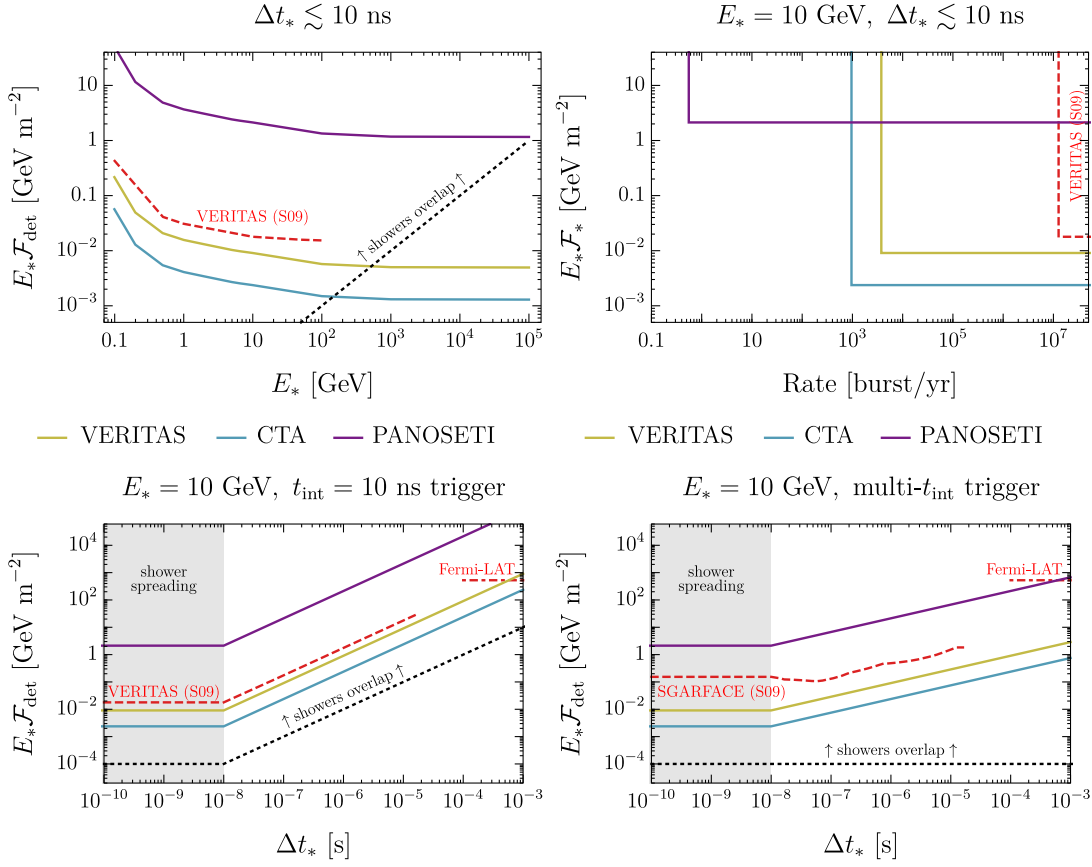 Δt* ≲ 10 ns
E* = 10 GeV, Δt* ≲ 10 ns
E*F_det [GeV m⁻²]
10
1
0.1
10⁻²
10⁻³
VERITAS (S09)
↑ showers overlap ↑
0.1
1
10
10²
10³
10⁴
10⁵
E* [GeV]
E*F* [GeV m⁻²]
10
1
0.1
10⁻²
10⁻³
VERITAS (S09)
0.1
10
10³
10⁵
10⁷
Rate [burst/yr]
VERITAS CTA PANOSETI
VERITAS CTA PANOSETI
E* = 10 GeV, t_int = 10 ns trigger
E* = 10 GeV, multi-t_int trigger
E*F_det [GeV m⁻²]
10⁴
10²
1
10⁻²
10⁻⁴
shower
spreading
Fermi-LAT
VERITAS (S09)
↑ showers overlap ↑
10⁻¹⁰
10⁻⁹
10⁻⁸
10⁻⁷
10⁻⁶
10⁻⁵
10⁻⁴
10⁻³
Δt* [s]
E*F_det [GeV m⁻²]
10⁴
10²
1
10⁻²
10⁻⁴
shower
spreading
Fermi-LAT
SGARFACE (S09)
↑ showers overlap ↑
10⁻¹⁰
10⁻⁹
10⁻⁸
10⁻⁷
10⁻⁶
10⁻⁵
10⁻⁴
10⁻³
Δt* [s]